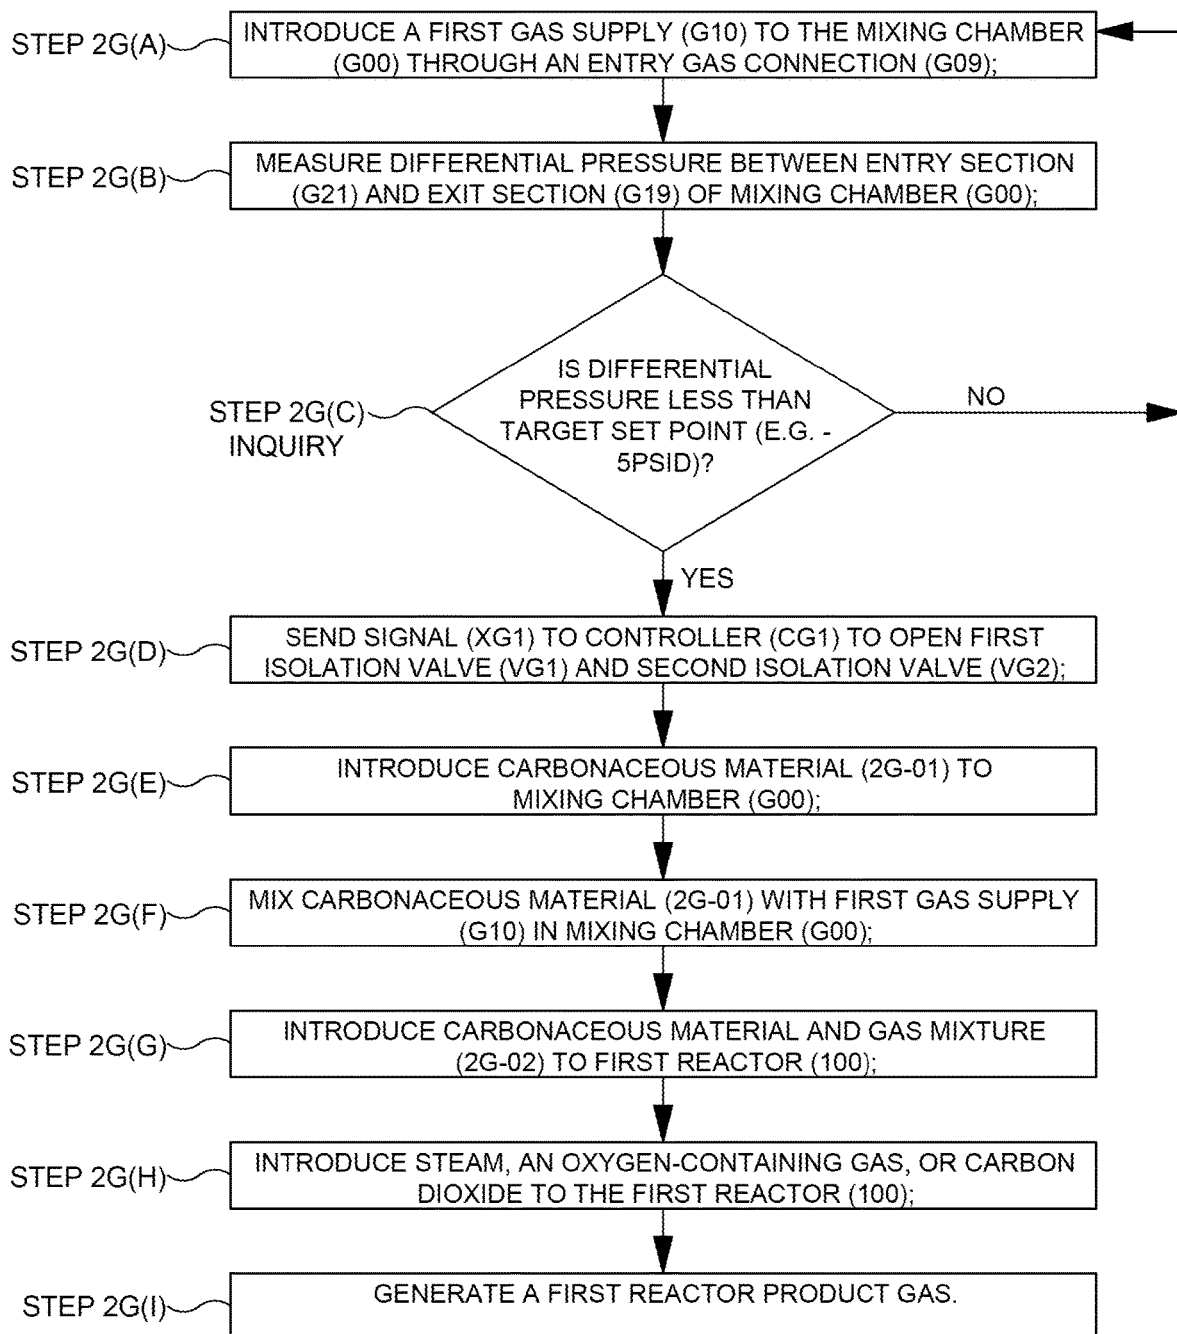 STEP 2G(A)
INTRODUCE A FIRST GAS SUPPLY (G10) TO THE MIXING CHAMBER
(G00) THROUGH AN ENTRY GAS CONNECTION (G09);
STEP 2G(B)
MEASURE DIFFERENTIAL PRESSURE BETWEEN ENTRY SECTION
(G21) AND EXIT SECTION (G19) OF MIXING CHAMBER (G00);
STEP 2G(C)
INQUIRY
IS DIFFERENTIAL
PRESSURE LESS THAN
TARGET SET POINT (E.G. -
5PSID)?
NO
YES
STEP 2G(D)
SEND SIGNAL (XG1) TO CONTROLLER (CG1) TO OPEN FIRST
ISOLATION VALVE (VG1) AND SECOND ISOLATION VALVE (VG2);
STEP 2G(E)
INTRODUCE CARBONACEOUS MATERIAL (2G-01) TO
MIXING CHAMBER (G00);
STEP 2G(F)
MIX CARBONACEOUS MATERIAL (2G-01) WITH FIRST GAS SUPPLY
(G10) IN MIXING CHAMBER (G00);
STEP 2G(G)
INTRODUCE CARBONACEOUS MATERIAL AND GAS MIXTURE
(2G-02) TO FIRST REACTOR (100);
STEP 2G(H)
INTRODUCE STEAM, AN OXYGEN-CONTAINING GAS, OR CARBON
DIOXIDE TO THE FIRST REACTOR (100);
STEP 2G(I)
GENERATE A FIRST REACTOR PRODUCT GAS.